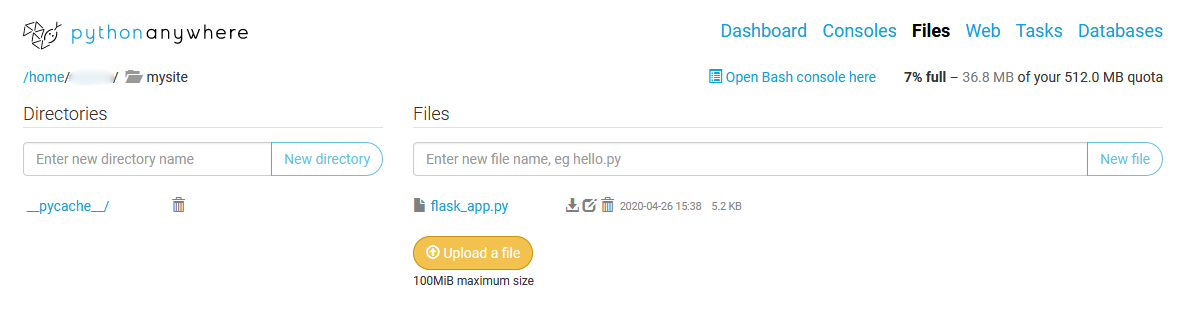 pythonanywhere
Dashboard Consoles Files Web Tasks Databases
/home/ / mysite
Open Bash console here 7% full – 36.8 MB of your 512.0 MB quota
Directories
Files
Enter new directory name New directory
Enter new file name, eg hello.py New file
__pycache__/
flask_app.py 2020-04-26 15:38 5.2 KB
Upload a file
100MiB maximum size